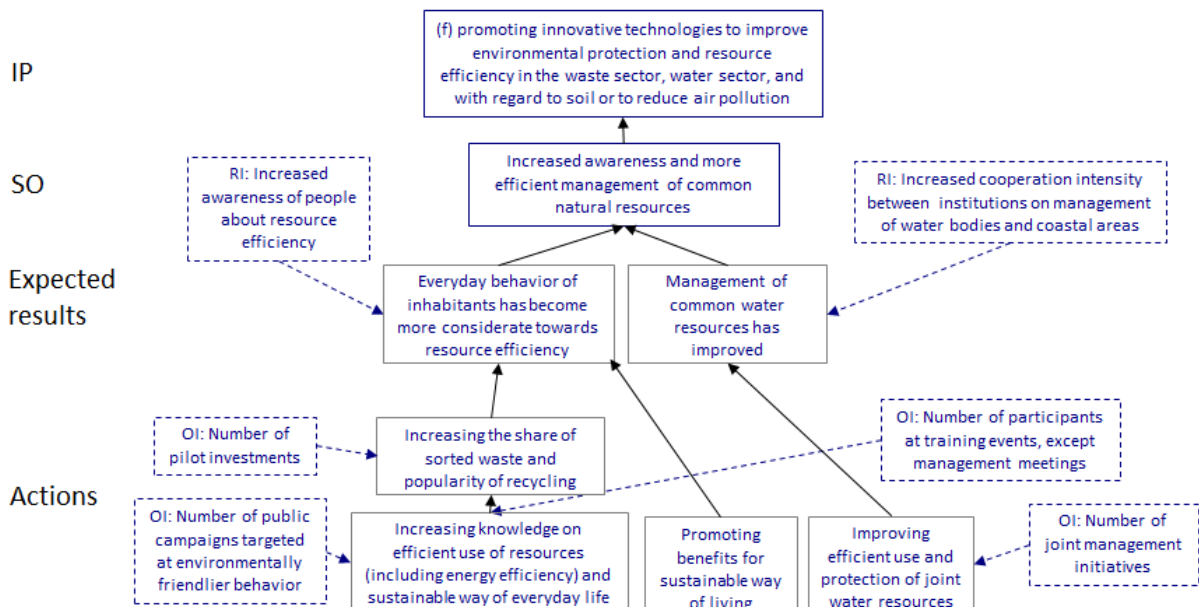 IP
(f) promoting innovative technologies to improve
environmental protection and resource
efficiency in the waste sector, water sector, and
with regard to soil or to reduce air pollution
SO
RI: Increased
awareness of people
about resource
efficiency
Increased awareness and more
efficient management of common
natural resources
RI: Increased cooperation intensity
between institutions on management
of water bodies and coastal areas
Expected
results
Everyday behavior of
inhabitants has become
more considerate towards
resource efficiency
Management of
common water
resources has
improved
Actions
OI: Number of
pilot investments
Increasing the share of
sorted waste and
popularity of recycling
OI: Number of participants
at training events, except
management meetings
OI: Number of public
campaigns targeted
at environmentally
friendlier behavior
Increasing knowledge on
efficient use of resources
(including energy efficiency) and
sustainable way of everyday life
Promoting
benefits for
sustainable way
of living
Improving
efficient use and
protection of joint
water resources
OI: Number of
joint management
initiatives